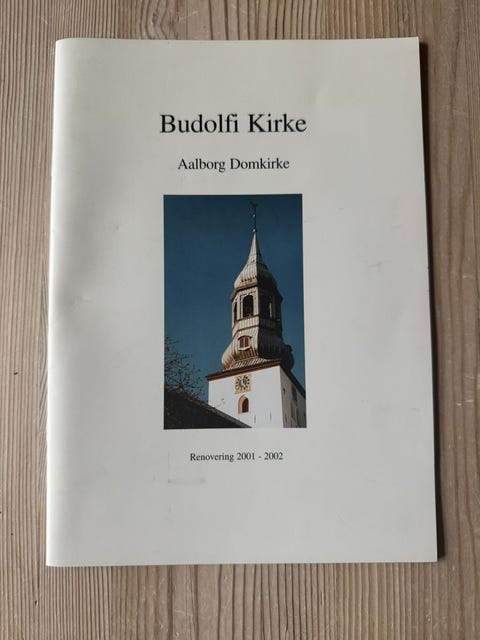 Budolfi Kirke
Aalborg Domkirke
Renovering 2001 - 2002